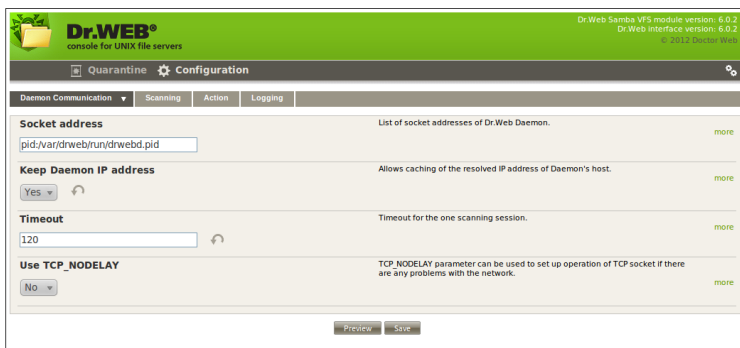 Dr.WEB®
console for UNIX file servers
Dr.Web Samba VFS module version: 6.0.2
Dr.Web interface version: 6.0.2
© 2012 Doctor Web
Quarantine Configuration
Daemon Communication Scanning Action Logging
Socket address
List of socket addresses of Dr.Web Daemon.
more
pid:/var/drweb/run/drwebd.pid
Keep Daemon IP address
Allows caching of the resolved IP address of Daemon's host.
more
Yes
Timeout
Timeout for the one scanning session.
more
120
Use TCP_NODELAY
TCP_NODELAY parameter can be used to set up operation of TCP socket if there
are any problems with the network.
more
No
Preview Save